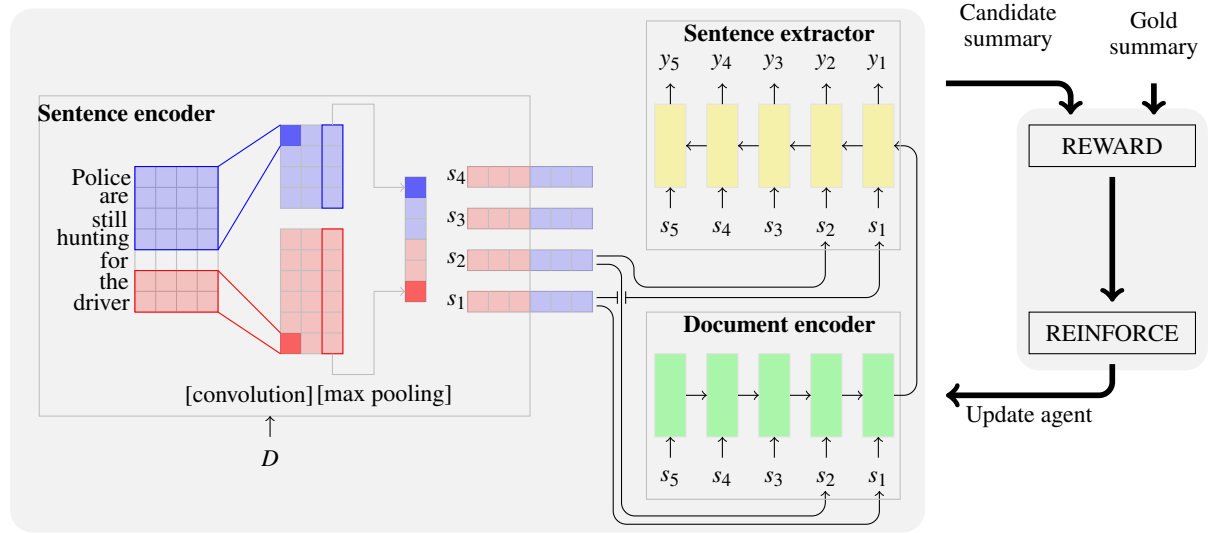 Sentence encoder
Police
are
still
hunting
for
the
driver
[convolution] [max pooling]
D
s4
s3
s2
s1
Sentence extractor
y5 y4 y3 y2 y1
s5 s4 s3 s2 s1
Document encoder
s5 s4 s3 s2 s1
Candidate
summary
Gold
summary
REWARD
REINFORCE
Update agent